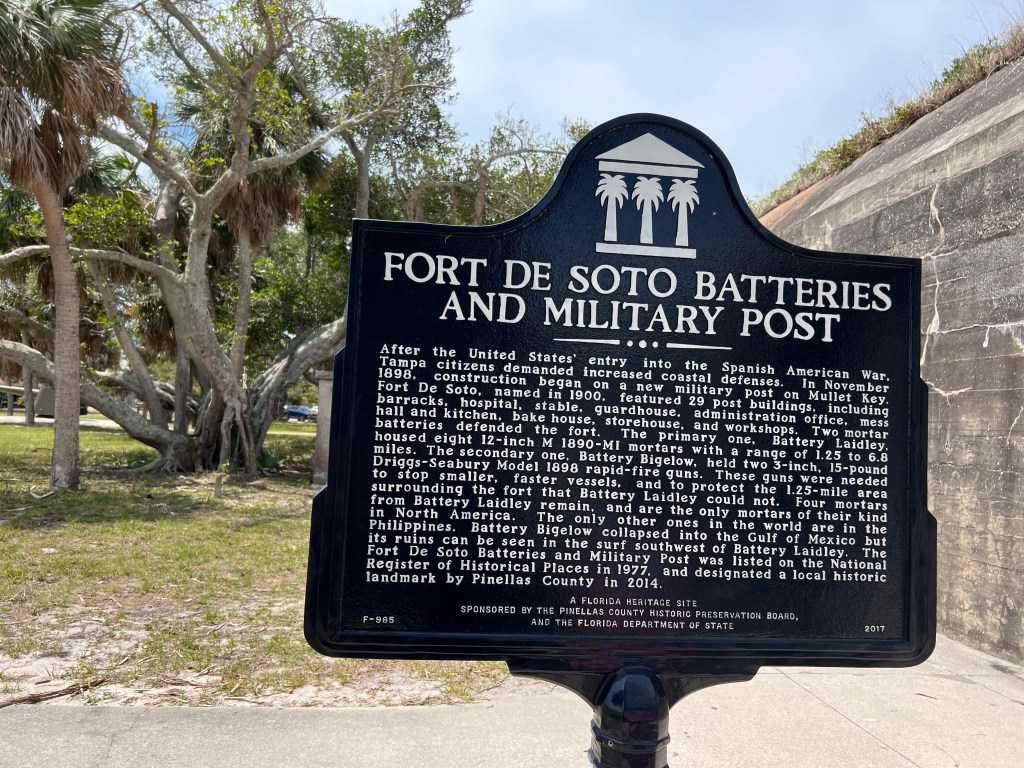 FORT DE SOTO BATTERIES
AND MILITARY POST
After the United States' entry into the Spanish American War,
Tampa citizens demanded increased coastal defenses. In November
1898, construction began on a new military post on Mullet Key.
Fort De Soto, named in 1900, featured 29 post buildings, including
barracks, hospital, stable, guardhouse, administration office, mess
hall and kitchen, bake house, storehouse, and workshops. Two mortar
batteries defended the fort. The primary one, Battery Laidley,
housed eight 12-inch M 1890-MI mortars with a range of 1.25 to 6.8
miles. The secondary one, Battery Bigelow, held two 3-inch, 15-pound
Driggs-Seabury Model 1898 rapid-fire guns. These guns were needed
to stop smaller, faster vessels, and to protect the 1.25-mile area
surrounding the fort that Battery Laidley could not. Four mortars
from Battery Laidley remain, and are the only mortars of their kind
in North America. The only other ones in the world are in the
Philippines. Battery Bigelow collapsed into the Gulf of Mexico but
its ruins can be seen in the surf southwest of Battery Laidley. The
Fort De Soto Batteries and Military Post was listed on the National
Register of Historical Places in 1977, and designated a local historic
landmark by Pinellas County in 2014.
A FLORIDA HERITAGE SITE
SPONSORED BY THE PINELLAS COUNTY HISTORIC PRESERVATION BOARD,
AND THE FLORIDA DEPARTMENT OF STATE
F-965
2017